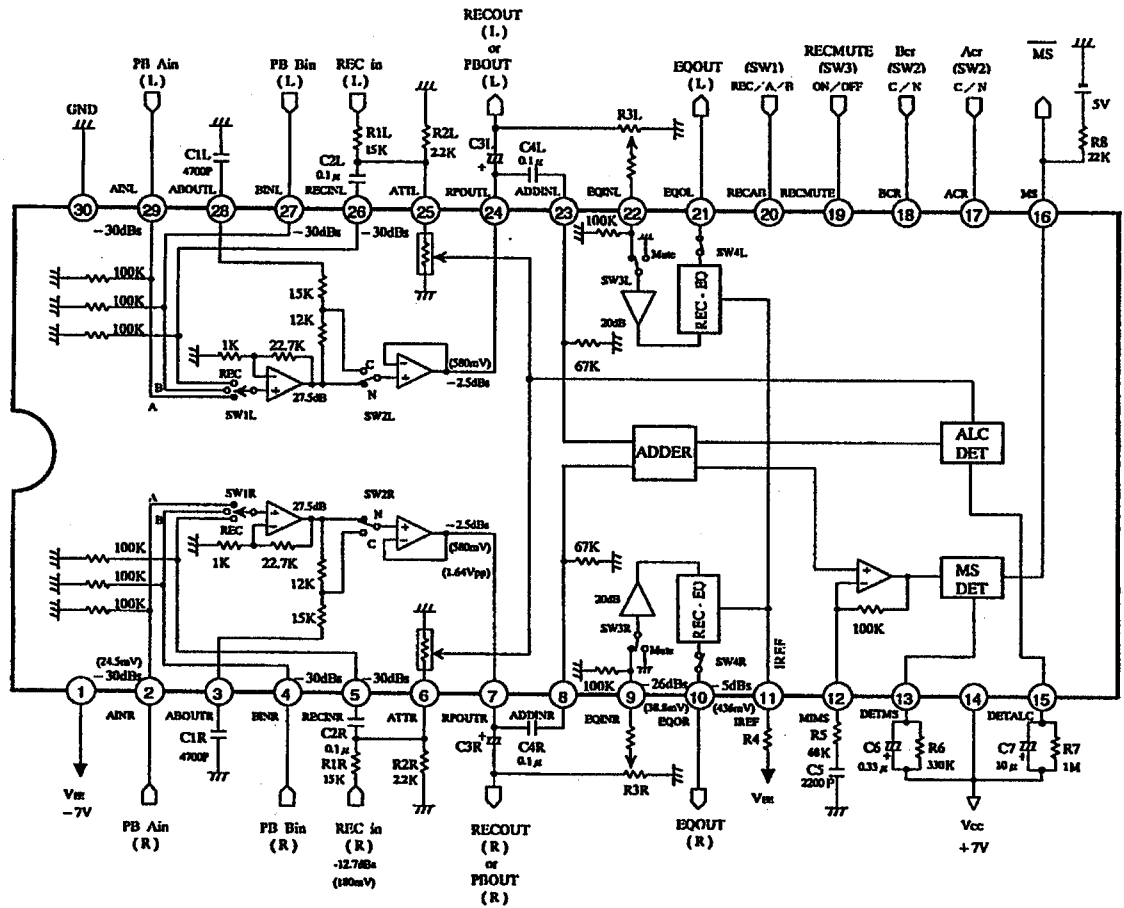 RECOUT
(L)
or
PBOUT
(L)
PB Ain
(L)
PB Bin
(L)
REC in
(L)
EQOUT
(L)
(SW1)
REC/A/B
RECMUTE
(SW3)
ON/OFF
Bcr
(SW2)
C/N
Acr
(SW2)
C/N
MS
5V
R8
22K
GND
C1L
4700P
R1L
15K
C2L
0.1μ
R2L
2.2K
C3L
+
C4L
0.1μ
R3L
AINL
ABOUTL
BINL
RECINL
ATTL
RPOUTL
ADDINL
EQINL
EQOL
RECAB
RECMUTE
BCR
ACR
MS
30
29
28
27
26
25
24
23
22
21
20
19
18
17
16
−30dBs
−30dBs
−30dBs
100K
100K
100K
100K
Mute
SW3L
SW4L
20dB
REC-EQ
15K
12K
67K
1K
22.7K
REC
B
A
SW1L
27.5dB
C
N
SW2L
(580mV)
−2.5dBs
ADDER
ALC
DET
A
B
SW1R
REC
27.5dB
1K
22.7K
SW2R
N
C
−2.5dBs
(580mV)
(1.64Vpp)
100K
100K
100K
12K
15K
67K
20dB
REC-EQ
SW3R
Mute
SW4R
100K
IREF
100K
MS
DET
(24.5mV)
−30dBs
−30dBs
−30dBs
−26dBs
(38.8mV)
−5dBs
(436mV)
1
2
3
4
5
6
7
8
9
10
11
12
13
14
15
AINR
ABOUTR
BINR
RECINR
ATTR
RPOUTR
ADDINR
EQINR
EQOR
IREF
MIMS
DETMS
DETALC
C1R
4700P
C2R
0.1μ
R1R
15K
R2R
2.2K
C3R
+
C4R
0.1μ
R3R
R4
R5
68K
C5
2200P
C6
0.33μ
+
R6
330K
C7
10μ
+
R7
1M
VEE
−7V
PB Ain
(R)
PB Bin
(R)
REC in
(R)
-12.7dBs
(180mV)
RECOUT
(R)
or
PBOUT
(R)
EQOUT
(R)
VEE
VCC
+7V